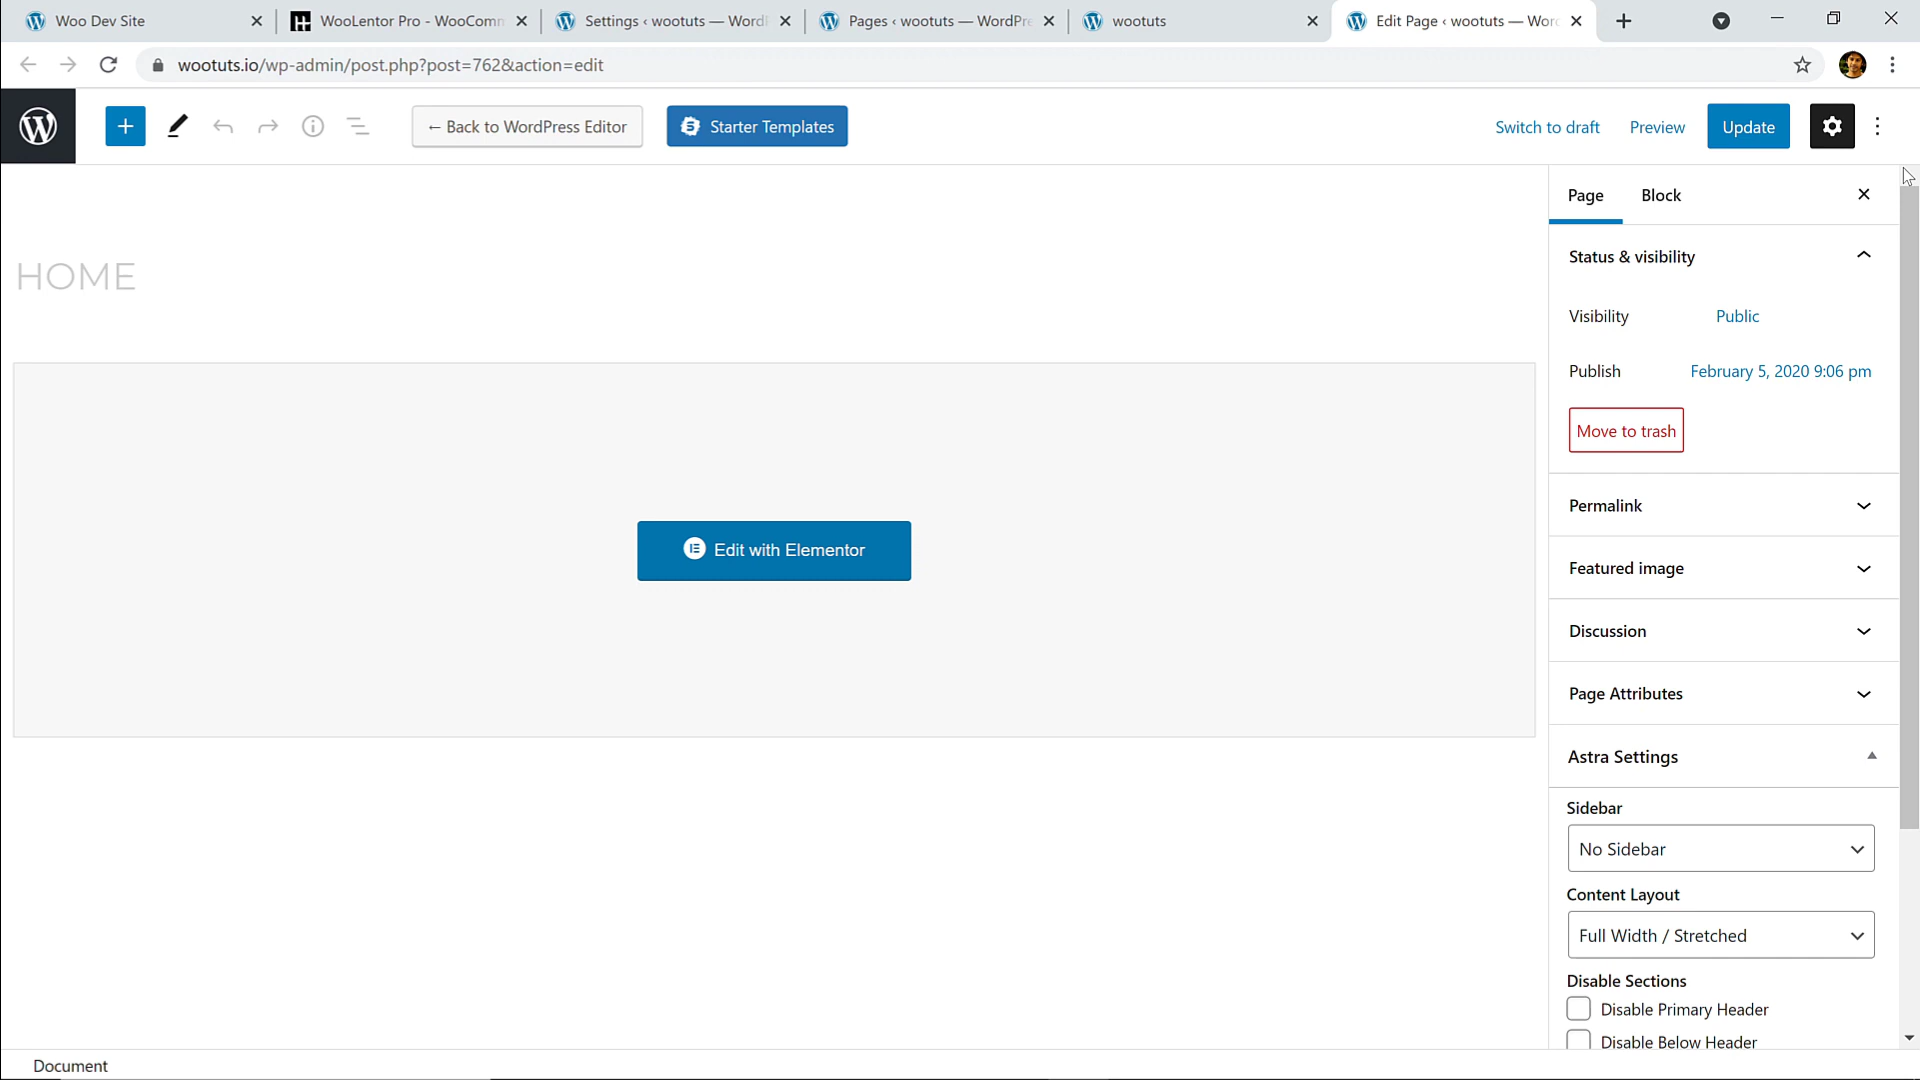 Woo Dev Site
WooLentor Pro - WooComm
Settings ‹ wootuts — Word
Pages ‹ wootuts — WordPre
wootuts
Edit Page ‹ wootuts — Wor
wootuts.io/wp-admin/post.php?post=762&action=edit
← Back to WordPress Editor
Starter Templates
Switch to draft
Preview
Update
Page
Block
HOME
Status & visibility
Visibility
Public
Publish
February 5, 2020 9:06 pm
Move to trash
Permalink
Edit with Elementor
Featured image
Discussion
Page Attributes
Astra Settings
Sidebar
No Sidebar
Content Layout
Full Width / Stretched
Disable Sections
Disable Primary Header
Disable Below Header
Document